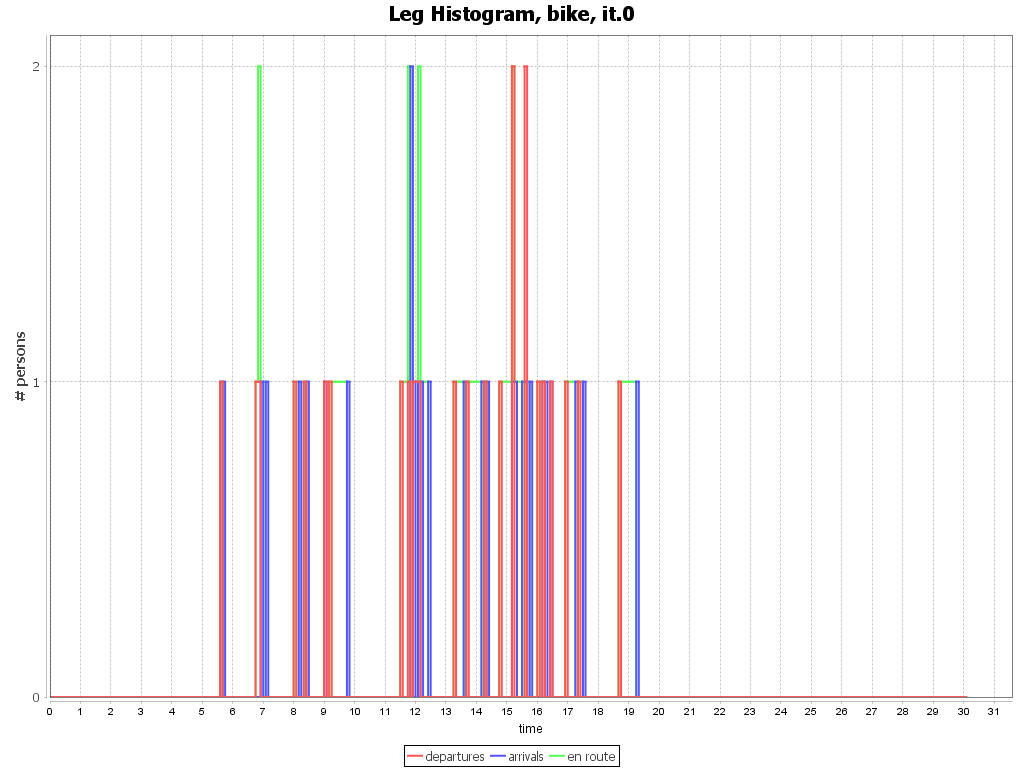 Leg Histogram, bike, it.0
# persons
2
1
0
0 1 2 3 4 5 6 7 8 9 10 11 12 13 14 15 16 17 18 19 20 21 22 23 24 25 26 27 28 29 30 31
time
departures arrivals en route